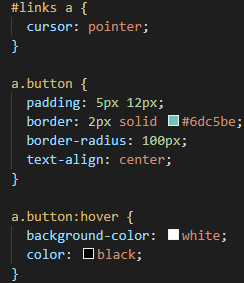 #links a {
cursor: pointer;
}
a.button {
padding: 5px 12px;
border: 2px solid #6dc5be;
border-radius: 100px;
text-align: center;
}
a.button:hover {
background-color: white;
color: black;
}